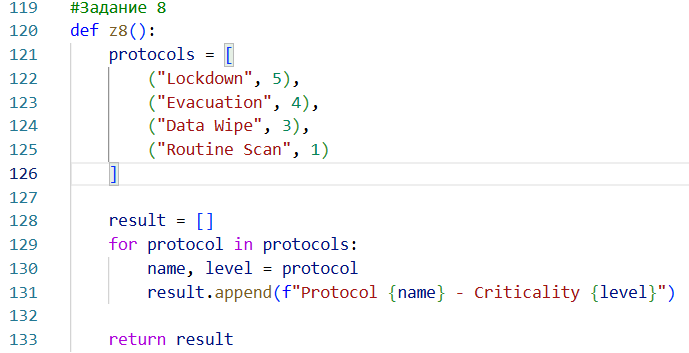 119 #Задание 8
120 def z8():
121     protocols = [
122         ("Lockdown", 5),
123         ("Evacuation", 4),
124         ("Data Wipe", 3),
125         ("Routine Scan", 1)
126     ]
127
128     result = []
129     for protocol in protocols:
130         name, level = protocol
131         result.append(f"Protocol {name} - Criticality {level}")
132
133     return result